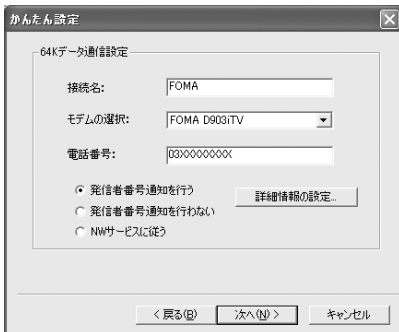 かんたん設定
64Kデータ通信設定
接続名: FOMA
モデムの選択: FOMA D903iTV
電話番号: 03XXXXXXXX
発信者番号通知を行う
詳細情報の設定...
発信者番号通知を行わない
NWサービスに従う
< 戻る(B) 次へ(N) > キャンセル